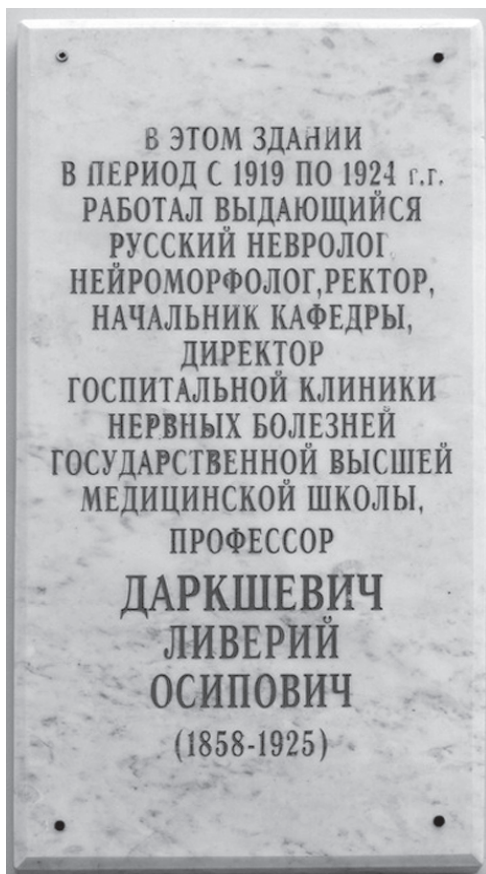 В ЭТОМ ЗДАНИИ
В ПЕРИОД С 1919 ПО 1924 г.г.
РАБОТАЛ ВЫДАЮЩИЙСЯ
РУССКИЙ НЕВРОЛОГ,
НЕЙРОМОРФОЛОГ,РЕКТОР,
НАЧАЛЬНИК КАФЕДРЫ,
ДИРЕКТОР
ГОСПИТАЛЬНОЙ КЛИНИКИ
НЕРВНЫХ БОЛЕЗНЕЙ
ГОСУДАРСТВЕННОЙ ВЫСШЕЙ
МЕДИЦИНСКОЙ ШКОЛЫ,
ПРОФЕССОР
ДАРКШЕВИЧ
ЛИВЕРИЙ
ОСИПОВИЧ
(1858-1925)